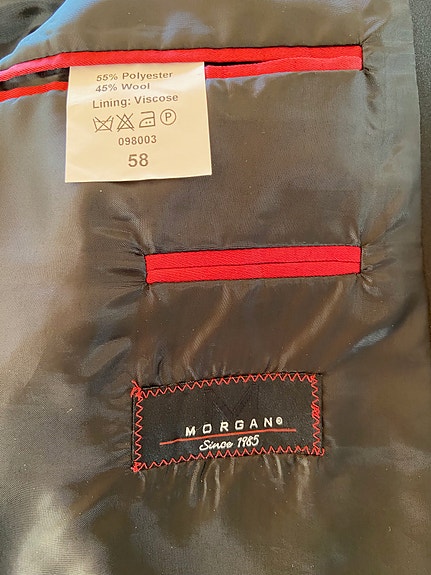 55% Polyester
45% Wool
Lining: Viscose
P
098003
58
MORGAN®
Since 1985